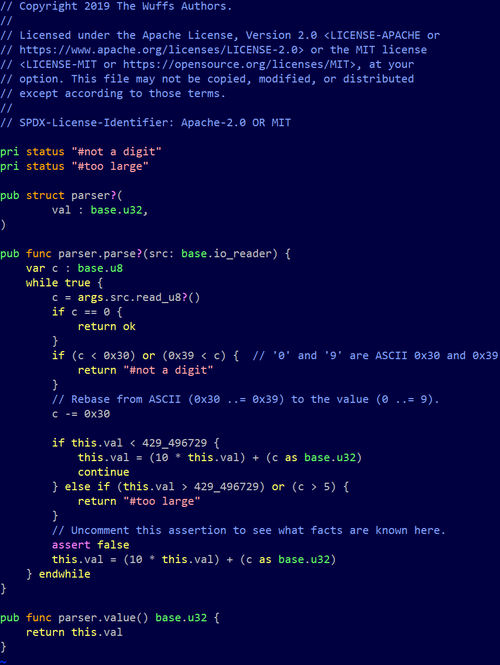 // Copyright 2019 The Wuffs Authors.
//
// Licensed under the Apache License, Version 2.0 <LICENSE-APACHE or
// https://www.apache.org/licenses/LICENSE-2.0> or the MIT license
// <LICENSE-MIT or https://opensource.org/licenses/MIT>, at your
// option. This file may not be copied, modified, or distributed
// except according to those terms.
//
// SPDX-License-Identifier: Apache-2.0 OR MIT

pri status "#not a digit"
pri status "#too large"

pub struct parser?(
        val : base.u32,
)

pub func parser.parse?(src: base.io_reader) {
    var c : base.u8
    while true {
        c = args.src.read_u8?()
        if c == 0 {
            return ok
        }
        if (c < 0x30) or (0x39 < c) {  // '0' and '9' are ASCII 0x30 and 0x39
            return "#not a digit"
        }
        // Rebase from ASCII (0x30 ..= 0x39) to the value (0 ..= 9).
        c -= 0x30

        if this.val < 429_496729 {
            this.val = (10 * this.val) + (c as base.u32)
            continue
        } else if (this.val > 429_496729) or (c > 5) {
            return "#too large"
        }
        // Uncomment this assertion to see what facts are known here.
        assert false
        this.val = (10 * this.val) + (c as base.u32)
    } endwhile
}

pub func parser.value() base.u32 {
    return this.val
}
~